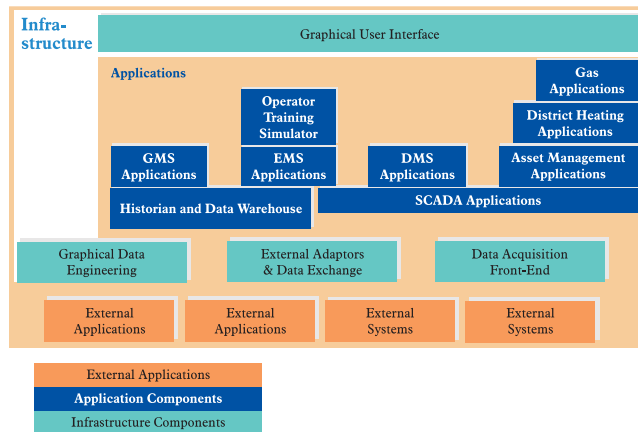 Infra-
structure
Graphical User Interface
Applications
Gas
Applications
Operator
Training
Simulator
District Heating
Applications
GMS
Applications
EMS
Applications
DMS
Applications
Asset Management
Applications
Historian and Data Warehouse
SCADA Applications
Graphical Data
Engineering
External Adaptors
& Data Exchange
Data Acquisition
Front-End
External
Applications
External
Applications
External
Systems
External
Systems
External Applications
Application Components
Infrastructure Components